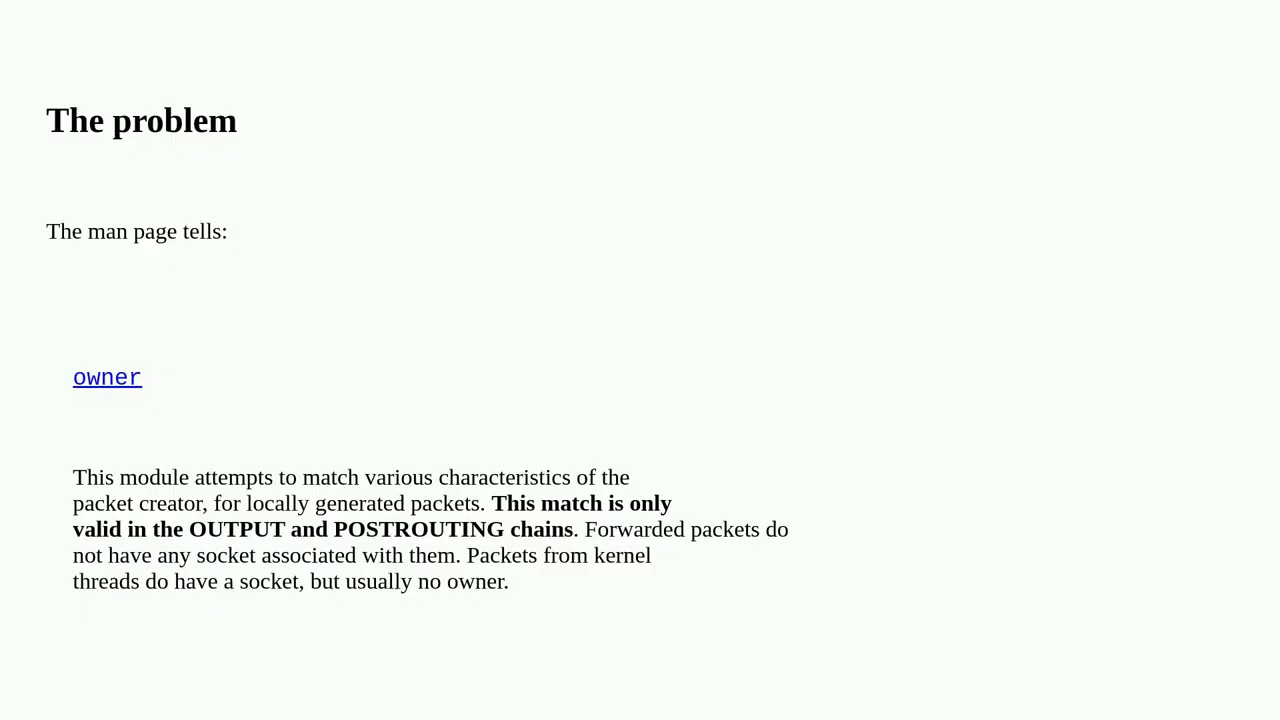 The problem
The man page tells:
owner
This module attempts to match various characteristics of the
packet creator, for locally generated packets. This match is only
valid in the OUTPUT and POSTROUTING chains. Forwarded packets do
not have any socket associated with them. Packets from kernel
threads do have a socket, but usually no owner.